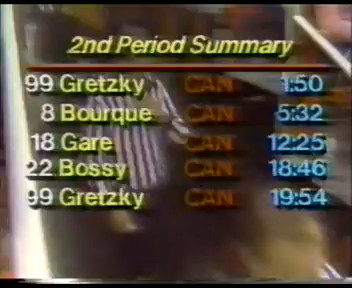 2nd Period Summary
99 Gretzky CAN 1:50
8 Bourque CAN 5:32
18 Gare CAN 12:25
22 Bossy CAN 18:46
99 Gretzky CAN 19:54